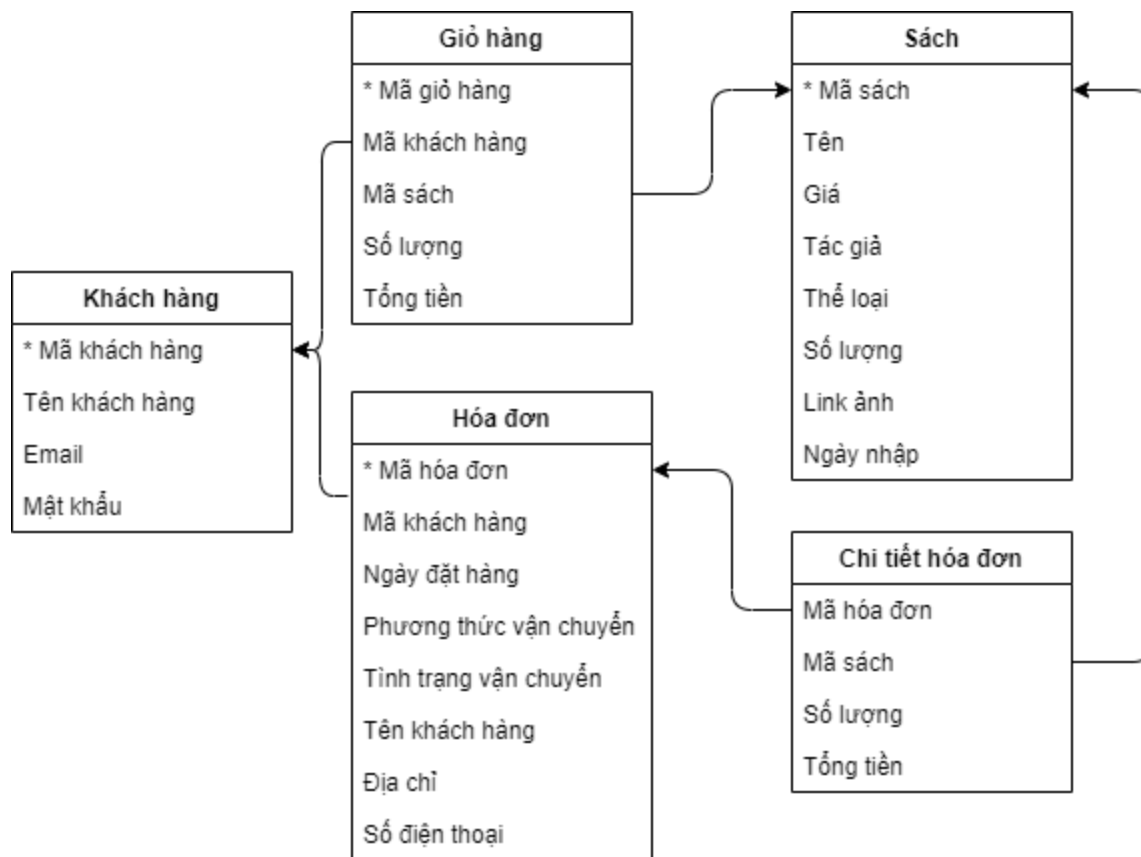 Giỏ hàng
* Mã giỏ hàng
Mã khách hàng
Mã sách
Số lượng
Tổng tiền
Sách
* Mã sách
Tên
Giá
Tác giả
Thể loại
Số lượng
Link ảnh
Ngày nhập
Khách hàng
* Mã khách hàng
Tên khách hàng
Email
Mật khẩu
Hóa đơn
* Mã hóa đơn
Mã khách hàng
Ngày đặt hàng
Phương thức vận chuyển
Tình trạng vận chuyển
Tên khách hàng
Địa chỉ
Số điện thoại
Chi tiết hóa đơn
Mã hóa đơn
Mã sách
Số lượng
Tổng tiền